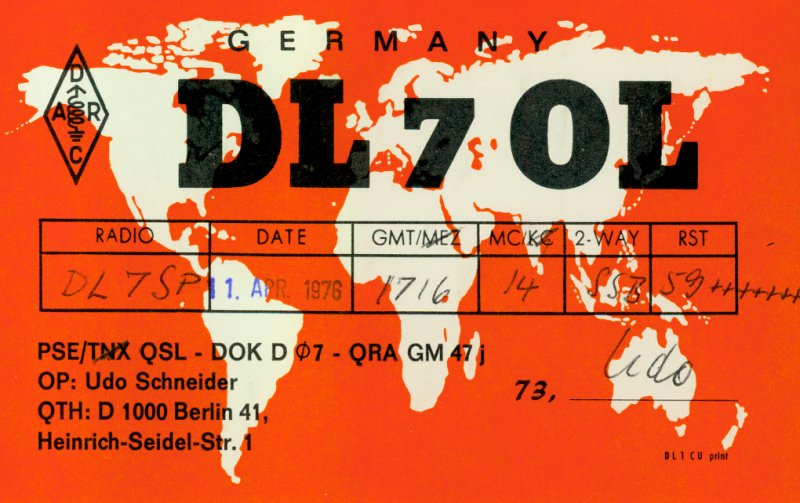 GERMANY
DARC
DL7OL
RADIO DATE GMT/MEZ MC/KC 2-WAY RST
DL7SP 11. APR. 1976 1716 14 SSB 59+++++++
PSE/TNX QSL - DOK D Ø7 - QRA GM 47 j
OP: Udo Schneider
QTH: D 1000 Berlin 41,
Heinrich-Seidel-Str. 1
73, Udo
DL1CU print